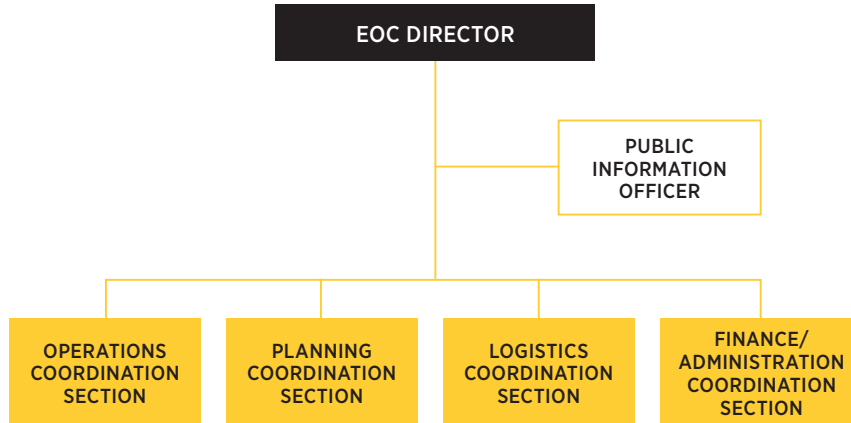 EOC DIRECTOR
PUBLIC
INFORMATION
OFFICER
OPERATIONS
COORDINATION
SECTION
PLANNING
COORDINATION
SECTION
LOGISTICS
COORDINATION
SECTION
FINANCE/
ADMINISTRATION
COORDINATION
SECTION